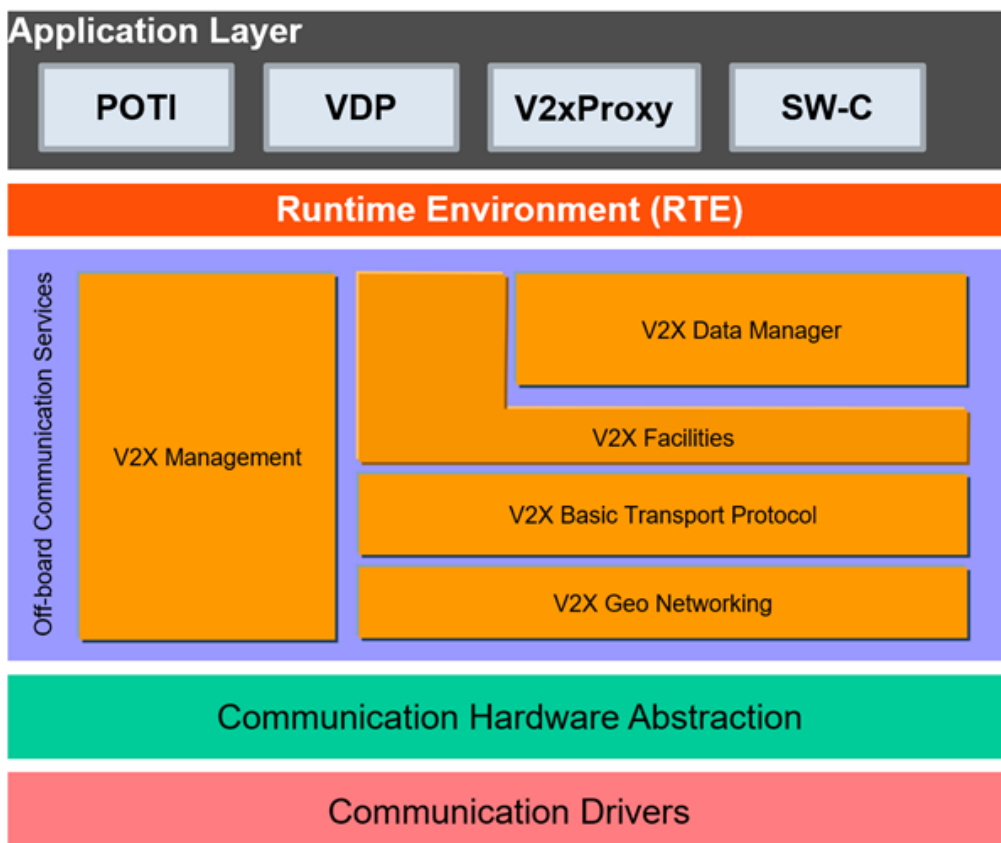 Application Layer
POTI
VDP
V2xProxy
SW-C
Runtime Environment (RTE)
Off-board Communication Services
V2X Management
V2X Data Manager
V2X Facilities
V2X Basic Transport Protocol
V2X Geo Networking
Communication Hardware Abstraction
Communication Drivers